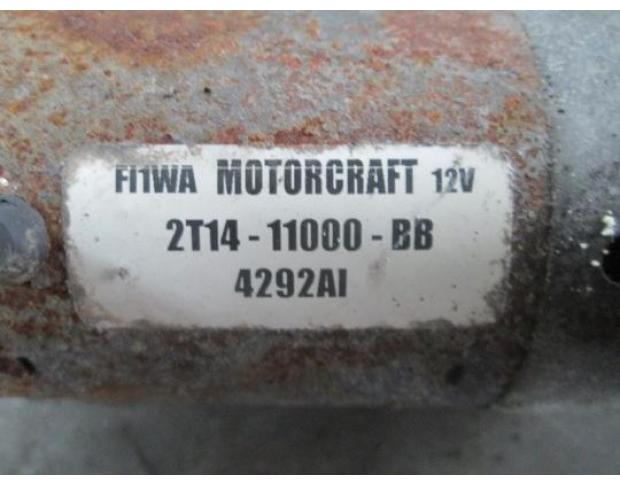 FI1WA MOTORCRAFT 12V
2T14 - 11000 - BB
4292AI